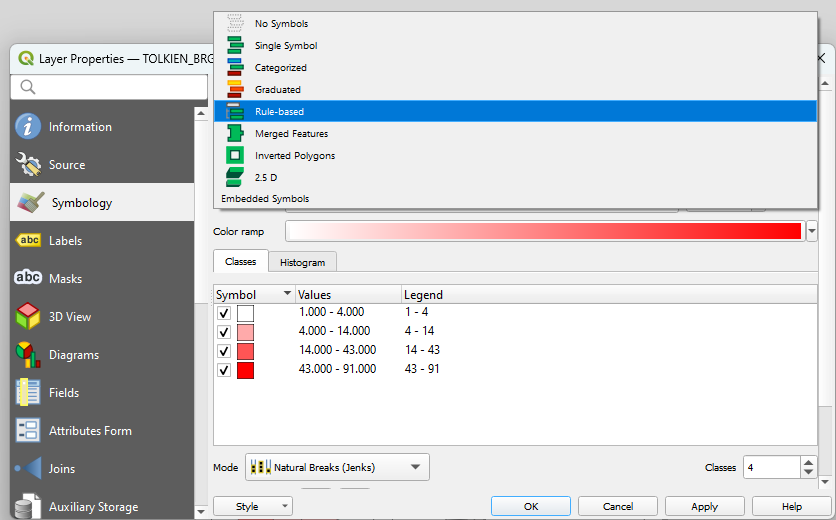 No Symbols
Single Symbol
Categorized
Graduated
Rule-based
Merged Features
Inverted Polygons
2.5 D
Embedded Symbols
Layer Properties — TOLKIEN_BRG
Information
Source
Symbology
abc Labels
abc Masks
3D View
Diagrams
Fields
Attributes Form
Joins
Auxiliary Storage
Color ramp
Classes Histogram
Symbol Values Legend
1.000 - 4.000 1 - 4
4.000 - 14.000 4 - 14
14.000 - 43.000 14 - 43
43.000 - 91.000 43 - 91
Mode Natural Breaks (Jenks) Classes 4
Style OK Cancel Apply Help